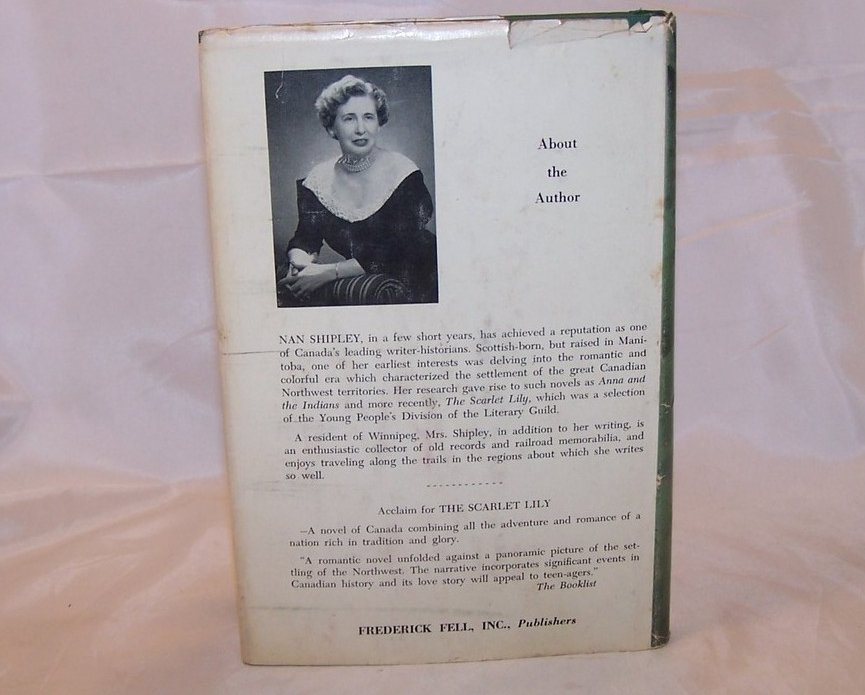 About
the
Author
NAN SHIPLEY, in a few short years, has achieved a reputation as one
of Canada's leading writer-historians. Scottish-born, but raised in Mani-
toba, one of her earliest interests was delving into the romantic and
colorful era which characterized the settlement of the great Canadian
Northwest territories. Her research gave rise to such novels as Anna and
the Indians and more recently, The Scarlet Lily, which was a selection
of the Young People's Division of the Literary Guild.
A resident of Winnipeg, Mrs. Shipley, in addition to her writing, is
an enthusiastic collector of old records and railroad memorabilia, and
enjoys traveling along the trails in the regions about which she writes
so well.
- - - - - - - - - - - -
Acclaim for THE SCARLET LILY
—A novel of Canada combining all the adventure and romance of a
nation rich in tradition and glory.
"A romantic novel unfolded against a panoramic picture of the set-
tling of the Northwest. The narrative incorporates significant events in
Canadian history and its love story will appeal to teen-agers."
The Booklist
FREDERICK FELL, INC., Publishers